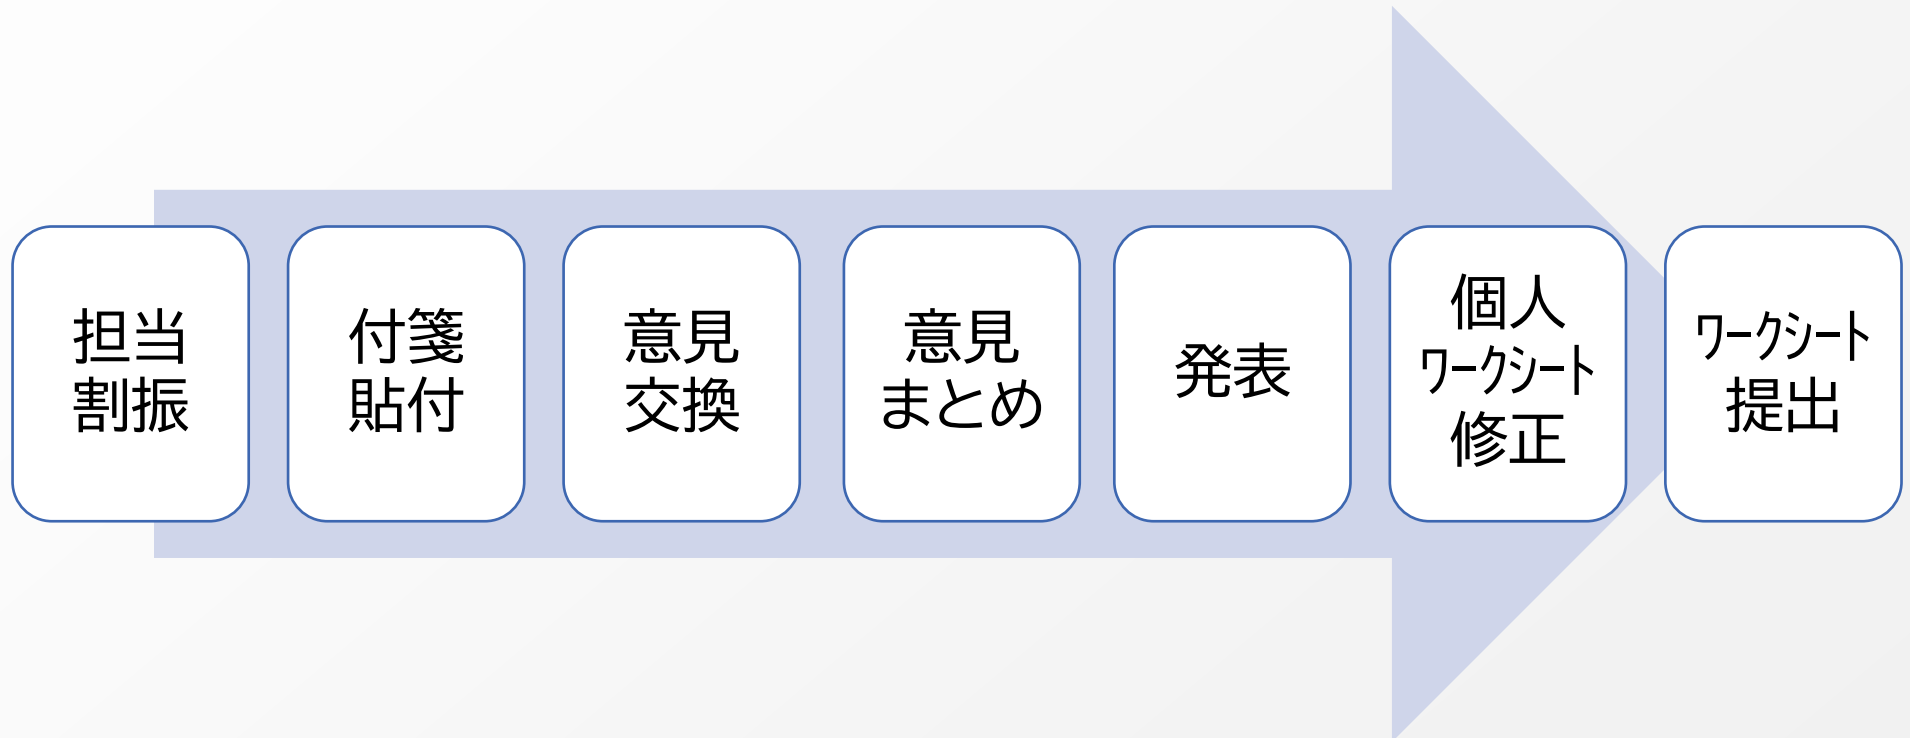 担当
割振
付箋
貼付
意見
交換
意見
まとめ
発表
個人
ﾜｰｸｼｰﾄ
修正
ﾜｰｸｼｰﾄ
提出